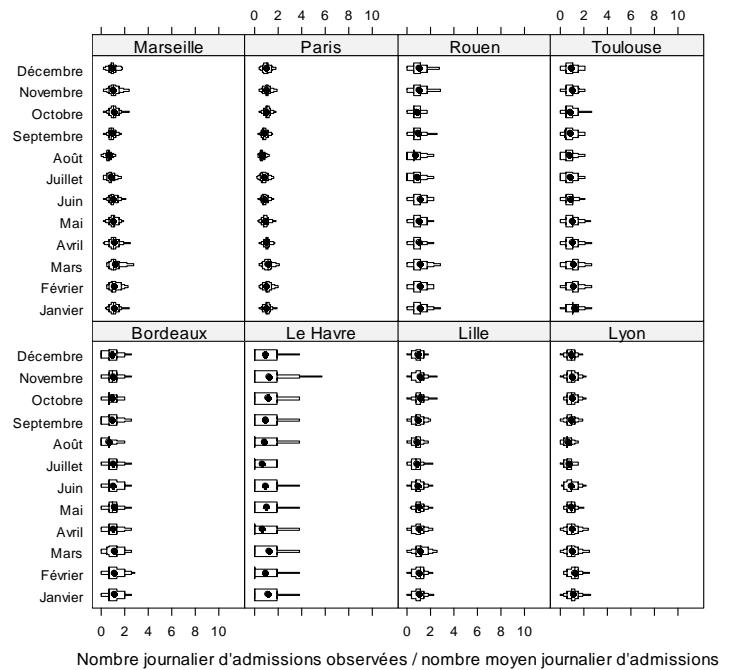 0 2 4 6 8 10 0 2 4 6 8 10
Marseille Paris Rouen Toulouse
Décembre
Novembre
Octobre
Septembre
Août
Juillet
Juin
Mai
Avril
Mars
Février
Janvier
Bordeaux Le Havre Lille Lyon
Décembre
Novembre
Octobre
Septembre
Août
Juillet
Juin
Mai
Avril
Mars
Février
Janvier
0 2 4 6 8 10 0 2 4 6 8 10
Nombre journalier d'admissions observées / nombre moyen journalier d'admissions